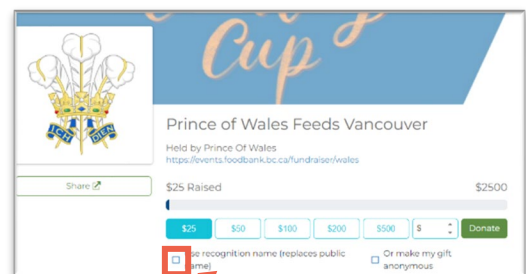 Cup
ICH DIEN
Prince of Wales Feeds Vancouver
Held by Prince Of Wales
https://events.foodbank.bc.ca/fundraiser/wales
Share
$25 Raised $2500
$25 $50 $100 $200 $500 $ Donate
recognition name (replaces public Or make my gift
anonymous